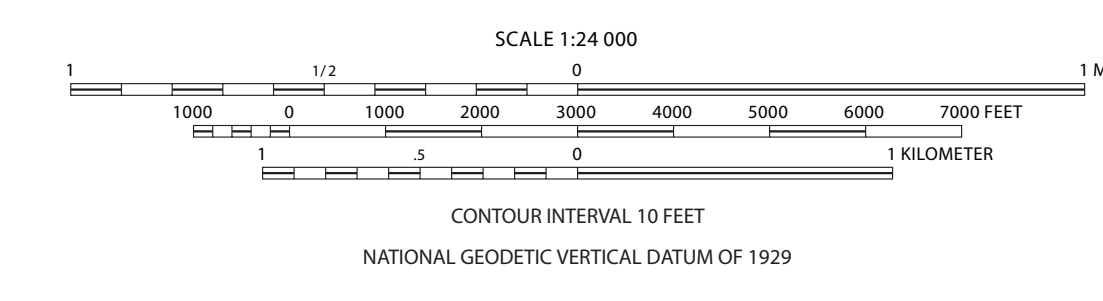 SCALE 1:24 000
1 1/2 0 1 M
1000 0 1000 2000 3000 4000 5000 6000 7000 FEET
1 .5 0 1 KILOMETER
CONTOUR INTERVAL 10 FEET
NATIONAL GEODETIC VERTICAL DATUM OF 1929